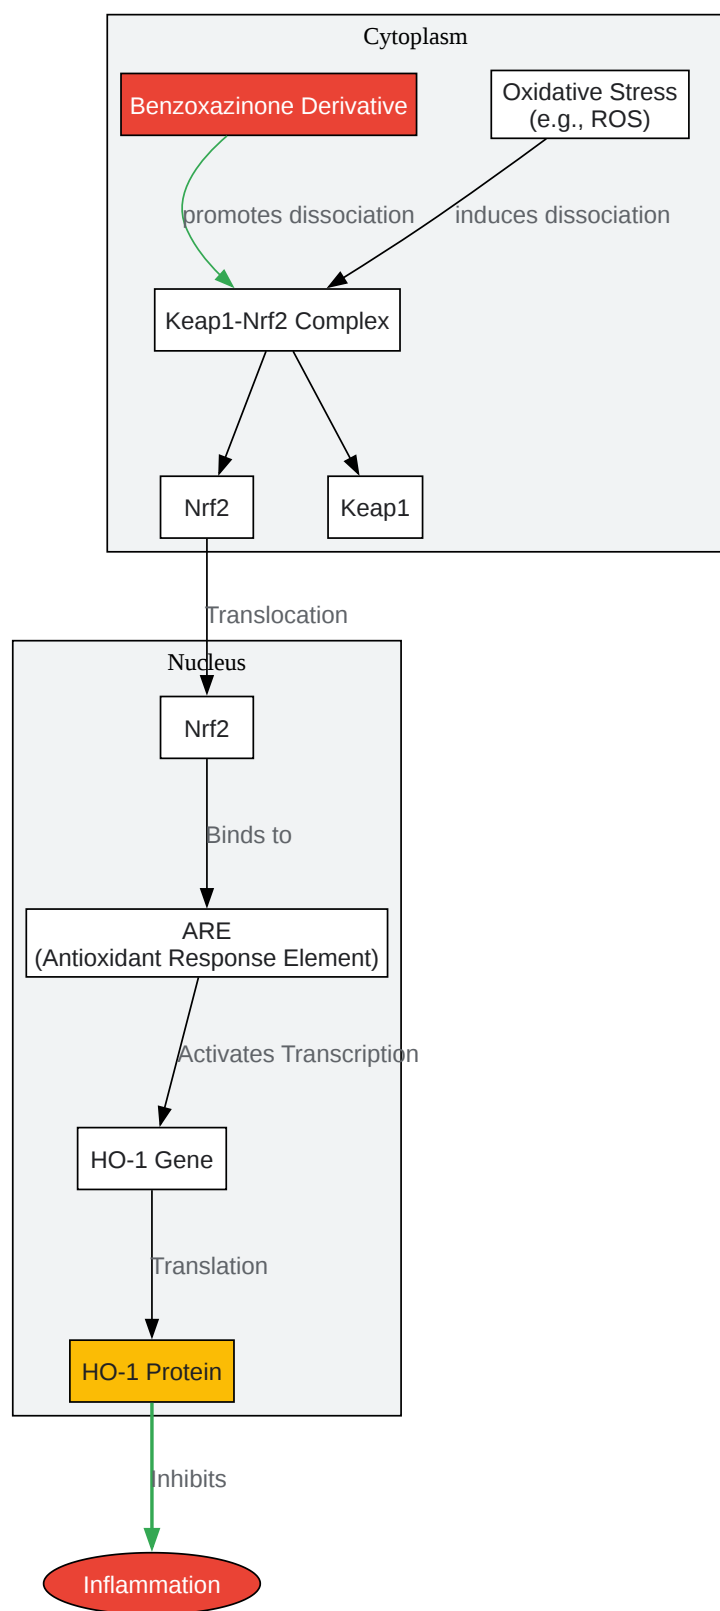 Cytoplasm
Benzoxazinone Derivative
Oxidative Stress
(e.g., ROS)
promotes dissociation
induces dissociation
Keap1-Nrf2 Complex
Nrf2
Keap1
Translocation
Nucleus
Nrf2
Binds to
ARE
(Antioxidant Response Element)
Activates Transcription
HO-1 Gene
Translation
HO-1 Protein
Inhibits
Inflammation